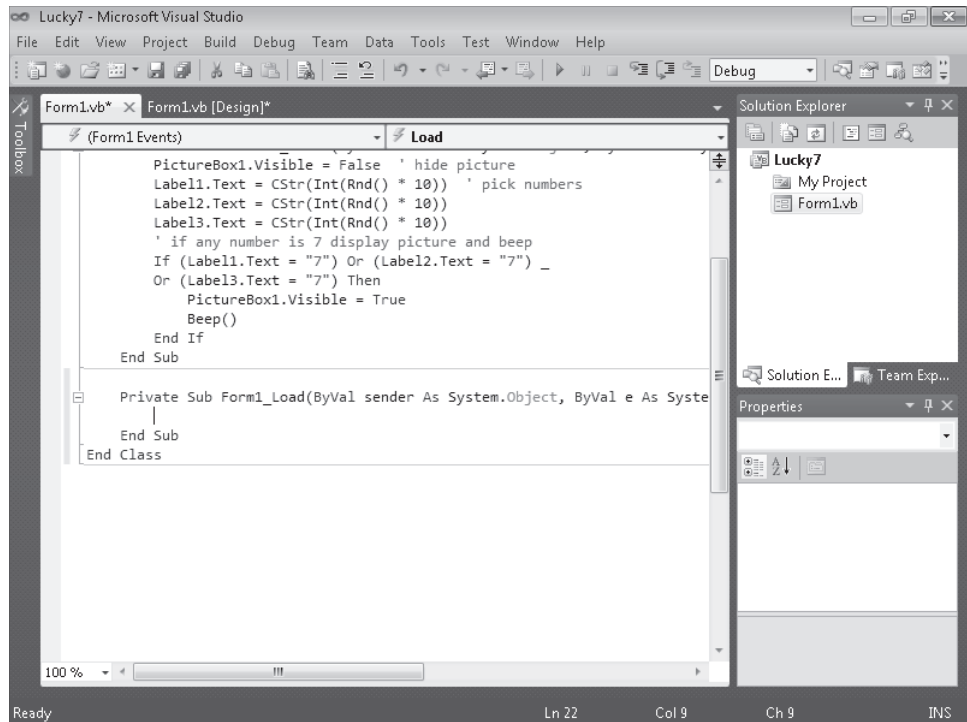 Lucky7 - Microsoft Visual Studio
File Edit View Project Build Debug Team Data Tools Test Window Help
Debug
Toolbox
Form1.vb* Form1.vb [Design]*
(Form1 Events) Load
PictureBox1.Visible = False ' hide picture
Label1.Text = CStr(Int(Rnd() * 10)) ' pick numbers
Label2.Text = CStr(Int(Rnd() * 10))
Label3.Text = CStr(Int(Rnd() * 10))
' if any number is 7 display picture and beep
If (Label1.Text = "7") Or (Label2.Text = "7") _
Or (Label3.Text = "7") Then
PictureBox1.Visible = True
Beep()
End If
End Sub
Private Sub Form1_Load(ByVal sender As System.Object, ByVal e As Syste
End Sub
End Class
100 %
Solution Explorer
Lucky7
My Project
Form1.vb
Solution E... Team Exp...
Properties
Ready Ln 22 Col 9 Ch 9 INS